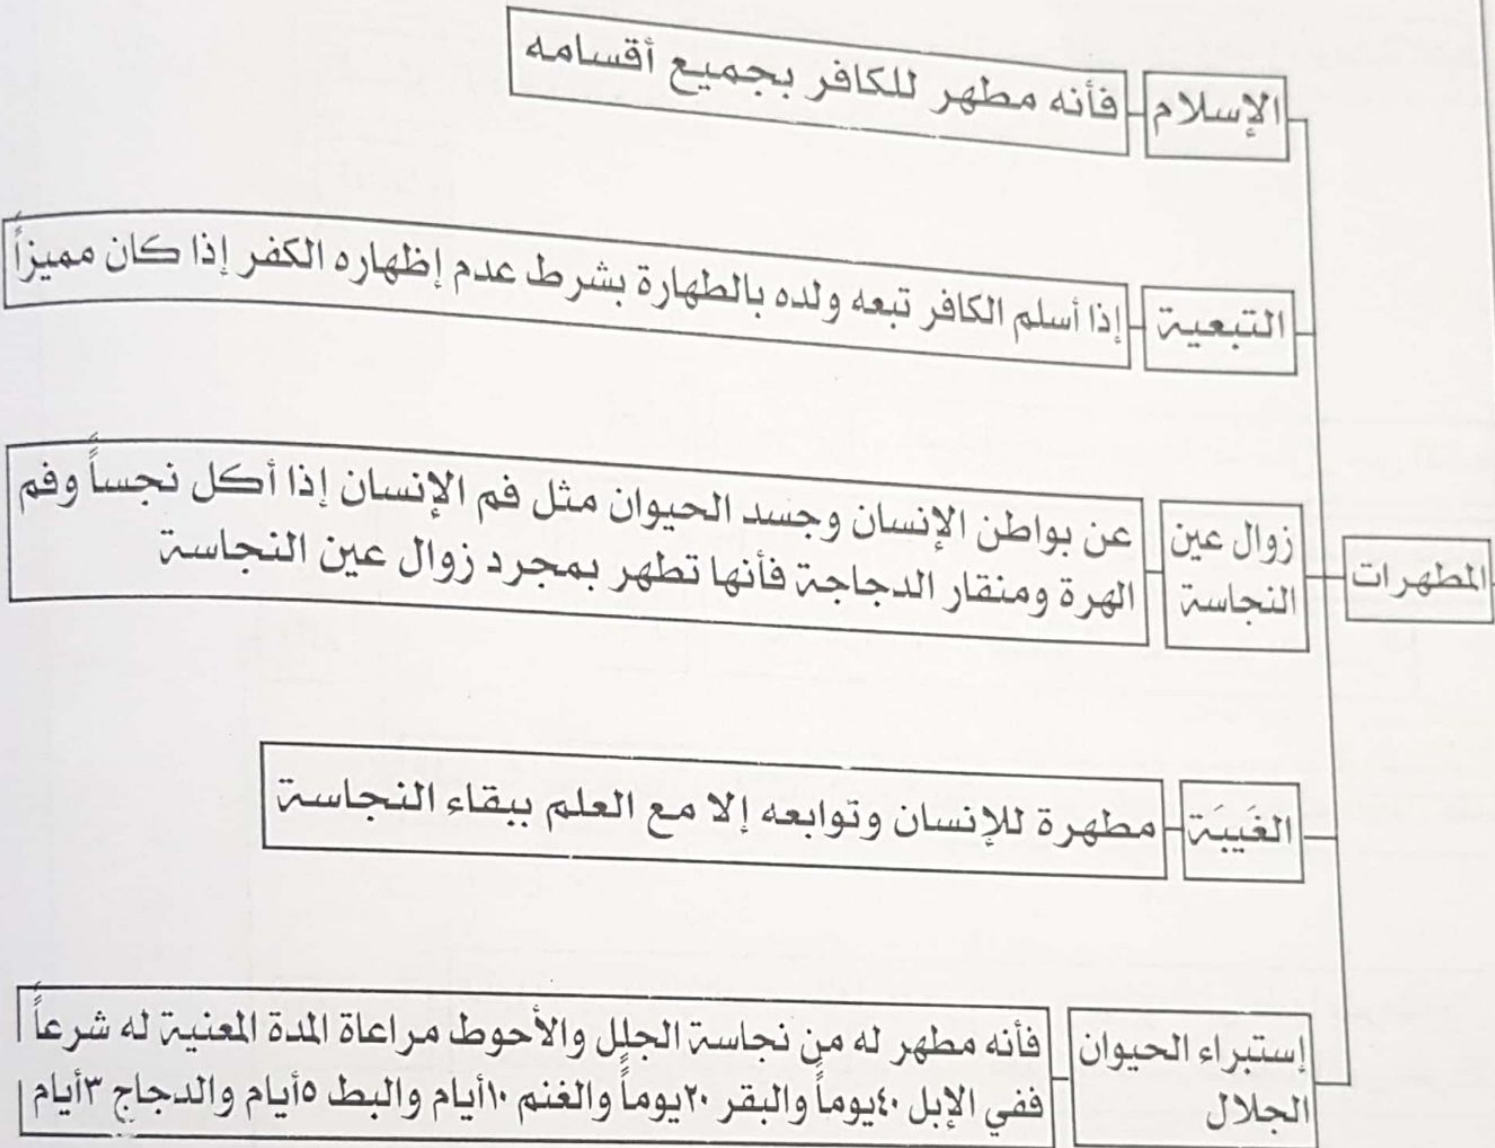 الإسلام
فأنه مطهر للكافر بجميع أقسامه
التبعية
إذا أسلم الكافر تبعه ولده بالطهارة بشرط عدم إظهاره الكفر إذا كان مميزاً
المطهرات
زوال عين
النجاسة
عن بواطن الإنسان وجسد الحيوان مثل فم الإنسان إذا أكل نجساً وفم
الهرة ومنقار الدجاجة فأنها تطهر بمجرد زوال عين النجاسة
الغَيبَة
مطهرة للإنسان وتوابعه إلا مع العلم ببقاء النجاسة
إستبراء الحيوان
الجلال
فأنه مطهر له من نجاسة الجلل والأحوط مراعاة المدة المعنية له شرعاً
ففي الإبل ٤٠يوماً والبقر ٢٠يوماً والغنم ١٠أيام والبط ٥أيام والدجاج ٣أيام